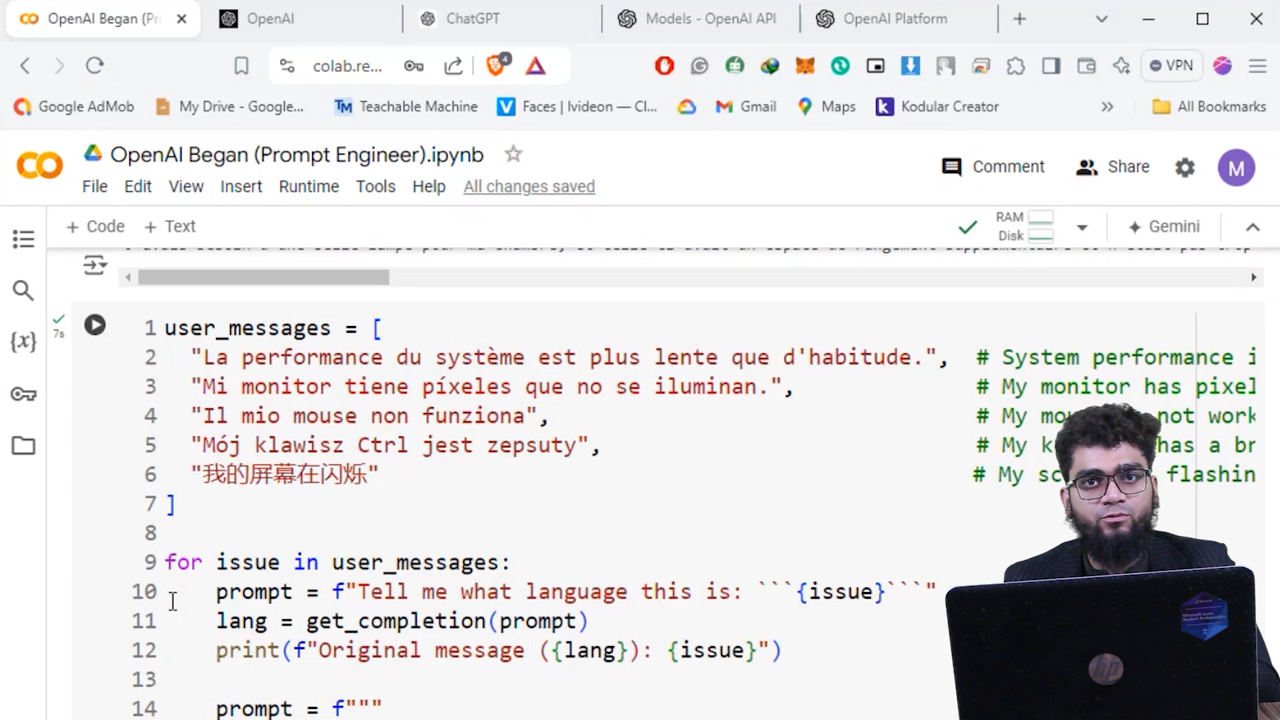 OpenAI Began (Pr
OpenAI
ChatGPT
Models - OpenAI API
OpenAI Platform
colab.re...
4
VPN
Google AdMob
My Drive - Google...
TM Teachable Machine
Faces | Ivideon — Cl...
Gmail
Maps
Kodular Creator
All Bookmarks
OpenAI Began (Prompt Engineer).ipynb
Comment
Share
M
File Edit View Insert Runtime Tools Help All changes saved
+ Code + Text
RAM
Disk
Gemini
7s
1 user_messages = [
2 "La performance du système est plus lente que d'habitude.", # System performance i
3 "Mi monitor tiene píxeles que no se iluminan.", # My monitor has pixel
4 "Il mio mouse non funziona", # My mo not work
5 "Mój klawisz Ctrl jest zepsuty", # My k has a br
6 "我的屏幕在闪烁" # My sc flashin
7 ]
8
9 for issue in user_messages:
10 prompt = f"Tell me what language this is: ```{issue}```"
11 lang = get_completion(prompt)
12 print(f"Original message ({lang}): {issue}")
13
14 prompt = f"""
hp